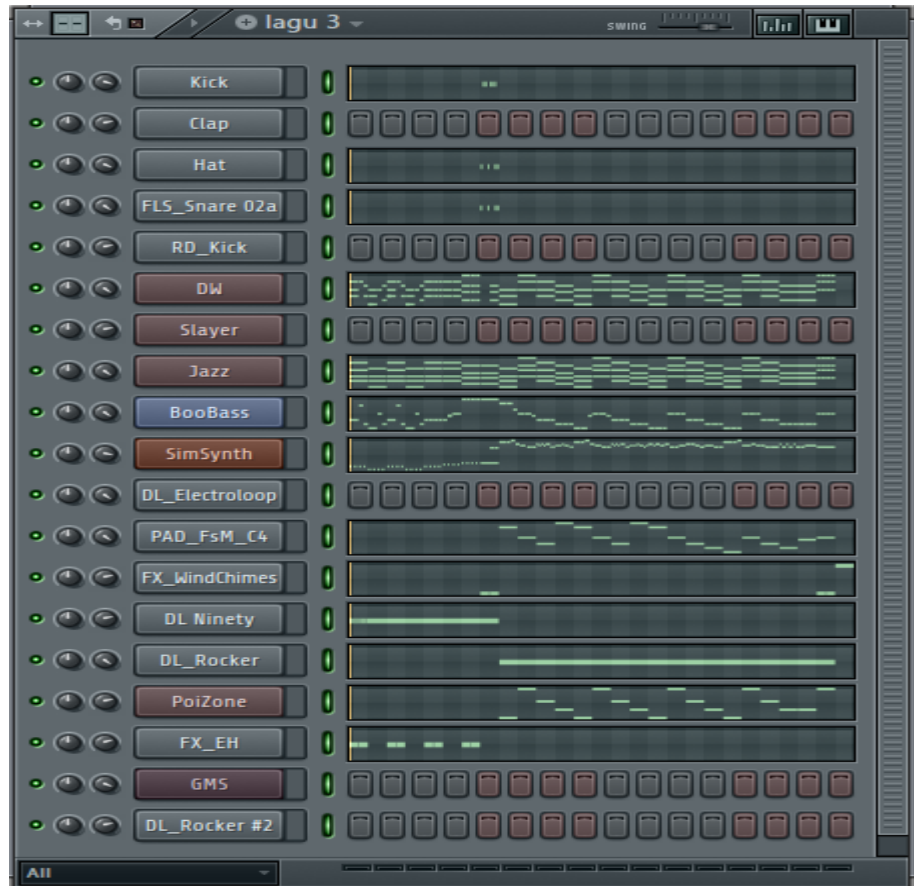 lagu 3
SWING
Kick
Clap
Hat
FLS_Snare 02a
RD_Kick
DW
Slayer
Jazz
BooBass
SimSynth
DL_Electroloop
PAD_FsM_C4
FX_WindChimes
DL Ninety
DL_Rocker
PoiZone
FX_EH
GMS
DL_Rocker #2
All